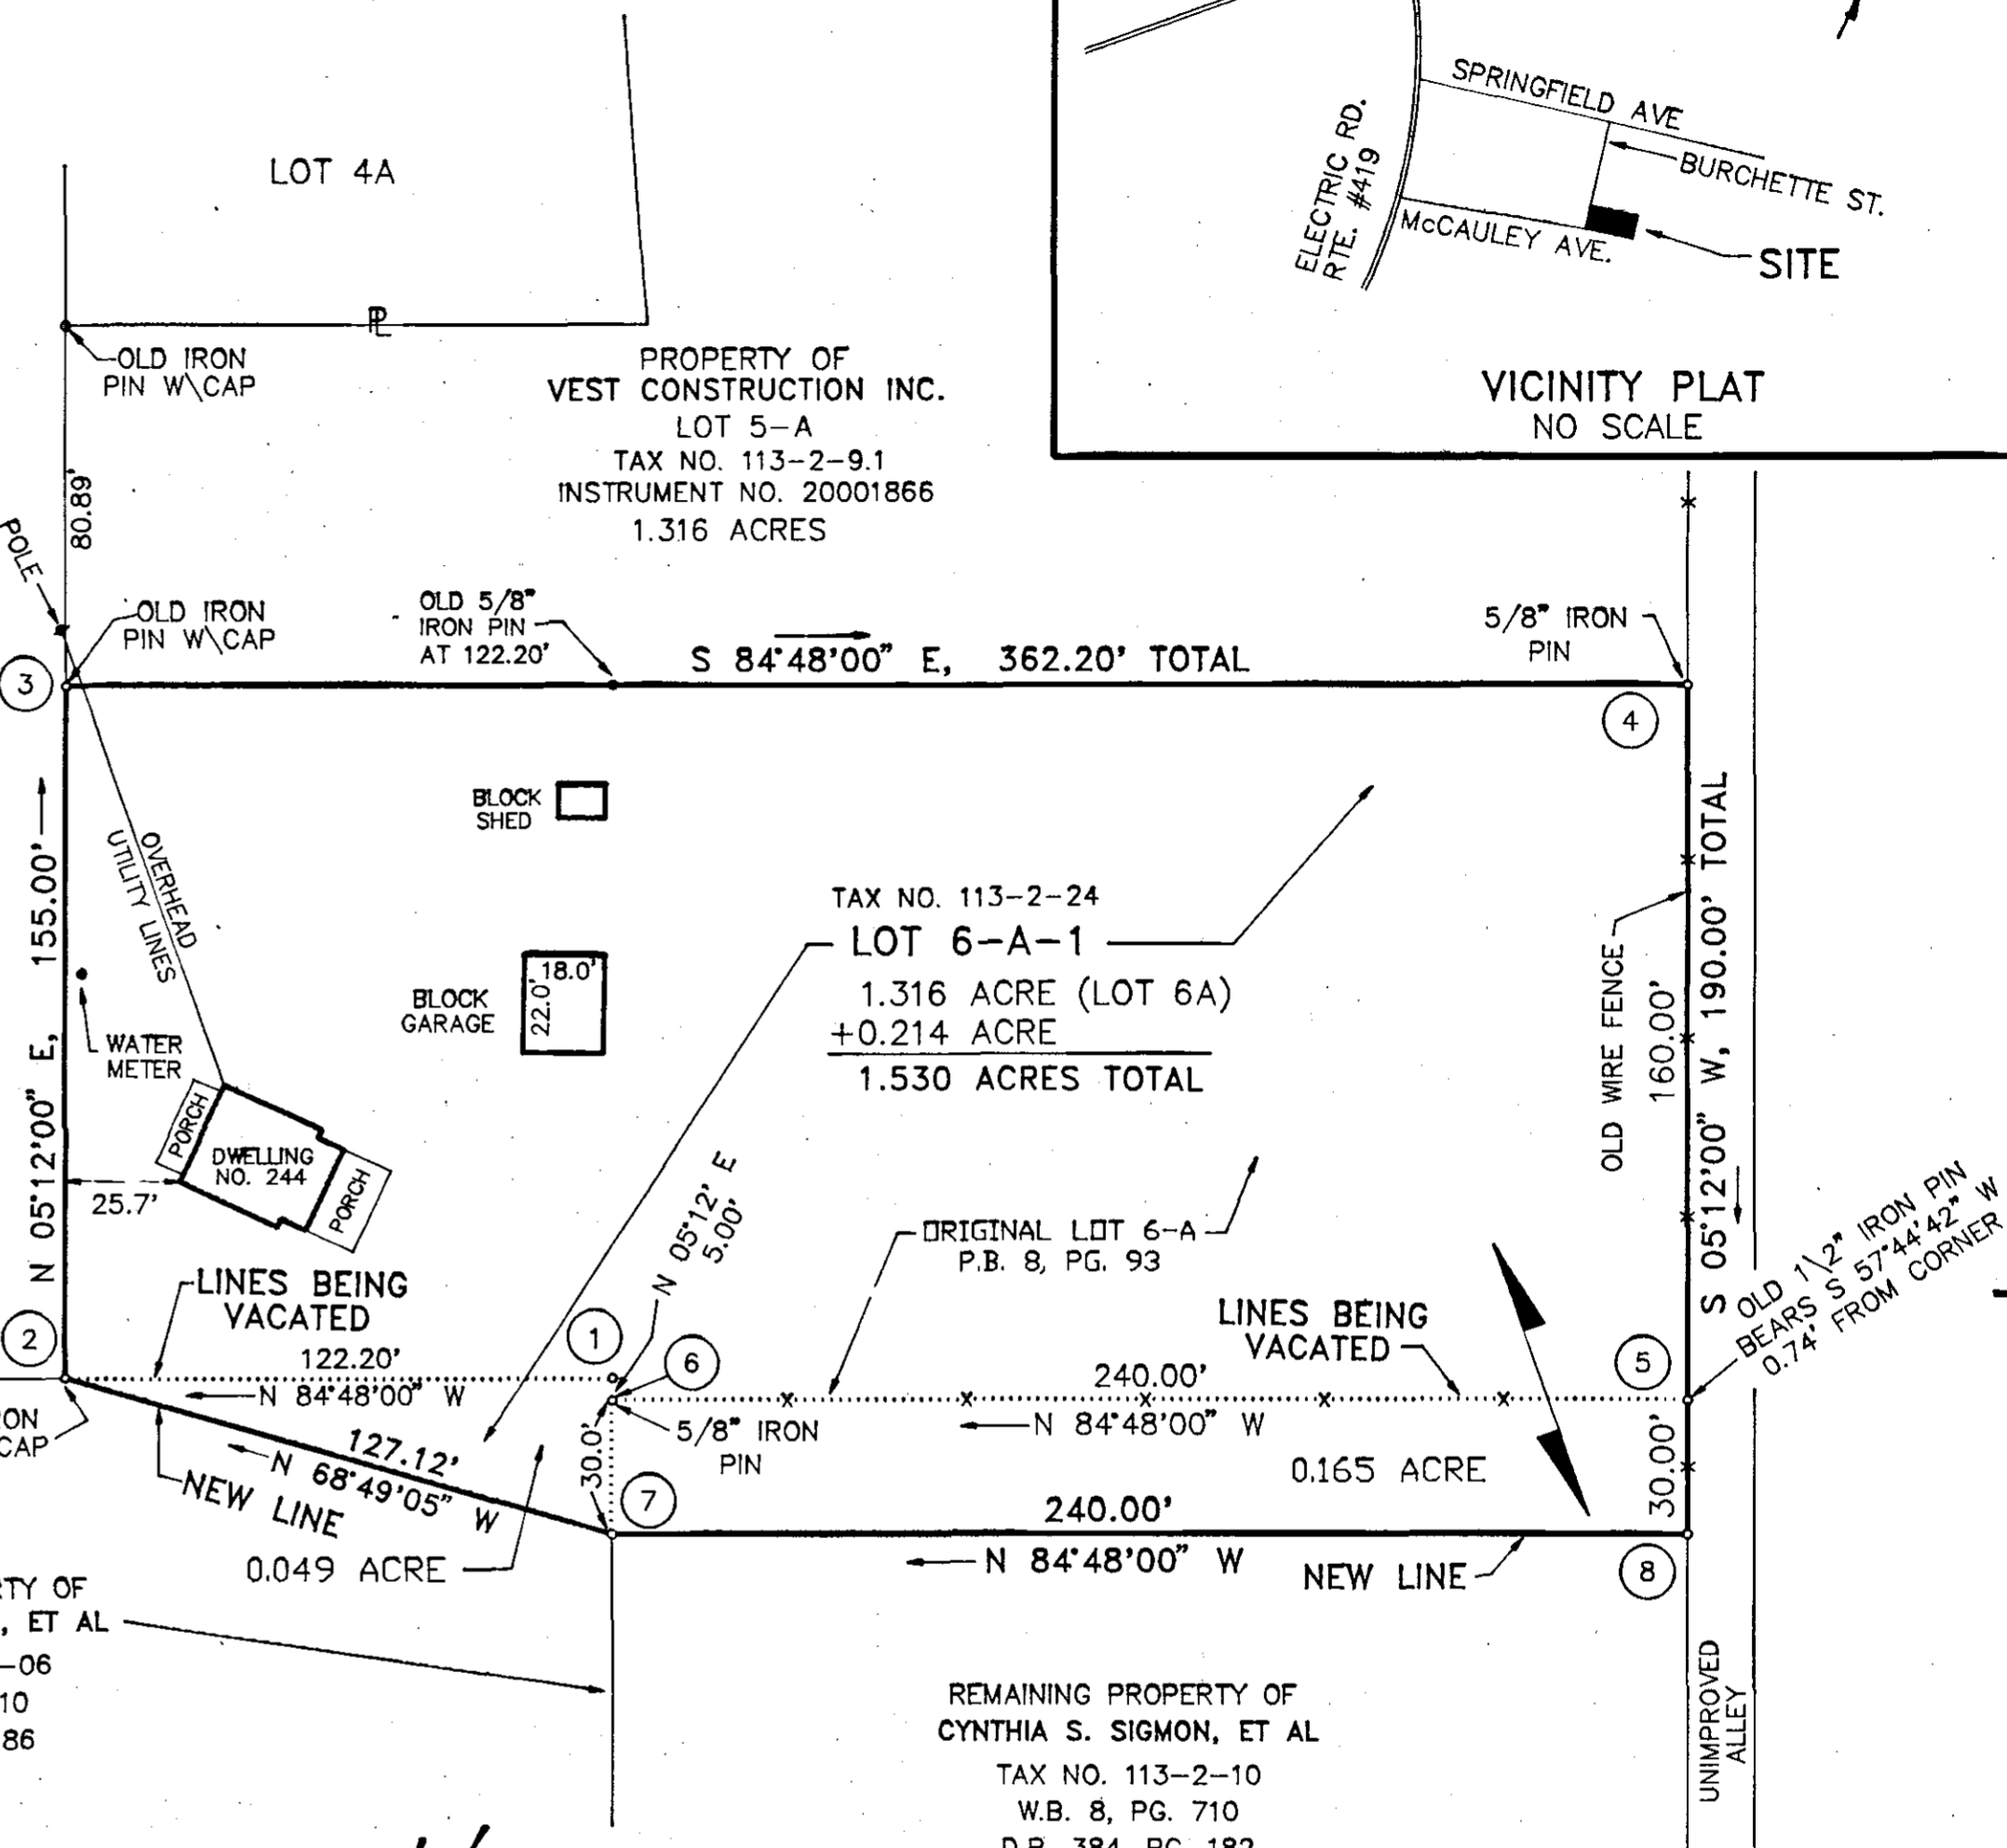 LOT 4A
SPRINGFIELD AVE
BURCHETTE ST.
ELECTRIC RD.
RTE. #419
McCAULEY AVE.
SITE
VICINITY PLAT
NO SCALE
P
L
OLD IRON
PIN W\CAP
80.89'
PROPERTY OF
VEST CONSTRUCTION INC.
LOT 5-A
TAX NO. 113-2-9.1
INSTRUMENT NO. 20001866
1.316 ACRES
POLE
OLD IRON
PIN W\CAP
OLD 5/8"
IRON PIN
AT 122.20'
S 84°48'00" E, 362.20' TOTAL
5/8" IRON
PIN
3
4
BLOCK
SHED
OVERHEAD
UTILITY LINES
N 05°12'00" E, 155.00'
WATER
METER
BLOCK
GARAGE
18.0'
22.0'
TAX NO. 113-2-24
LOT 6-A-1
1.316 ACRE (LOT 6A)
+0.214 ACRE
1.530 ACRES TOTAL
OLD WIRE FENCE
160.00'
S 05°12'00" W, 190.00' TOTAL
PORCH
DWELLING
NO. 244
PORCH
25.7'
N 05°12' E
5.00'
ORIGINAL LOT 6-A
P.B. 8, PG. 93
OLD 1\2" IRON PIN
BEARS S 57°44'42" W
0.74' FROM CORNER
LINES BEING
VACATED
LINES BEING
VACATED
2
1
6
5
122.20'
N 84°48'00" W
240.00'
N 84°48'00" W
5/8" IRON
PIN
ON
CAP
127.12'
N 68°49'05" W
NEW LINE
30.0'
7
0.165 ACRE
30.00'
240.00'
N 84°48'00" W
NEW LINE
8
0.049 ACRE
TY OF
, ET AL
-06
10
86
REMAINING PROPERTY OF
CYNTHIA S. SIGMON, ET AL
TAX NO. 113-2-10
W.B. 8, PG. 710
D.B. 384, PG. 182
UNIMPROVED
ALLEY